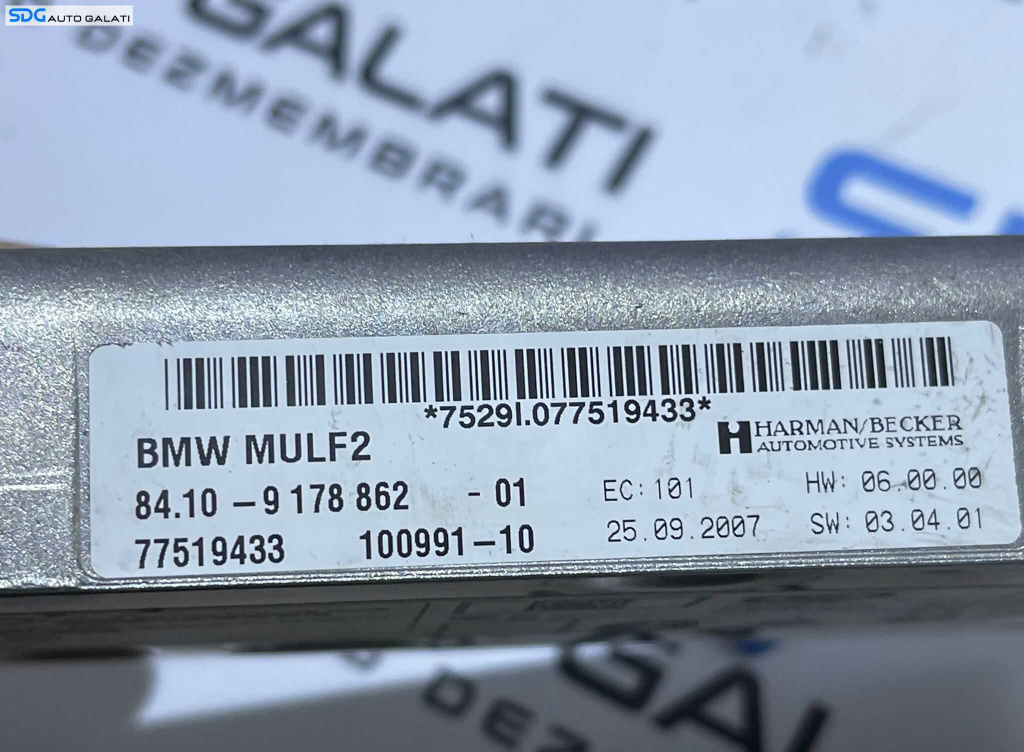 SDG AUTO GALATI
GALATI
DEZMEMBRARI
*7529I.077519433*
BMW MULF2
HARMAN/BECKER
AUTOMOTIVE SYSTEMS
84.10 – 9 178 862 - 01
EC: 101
HW: 06.00.00
77519433 100991–10
25.09.2007
SW: 03.04.01